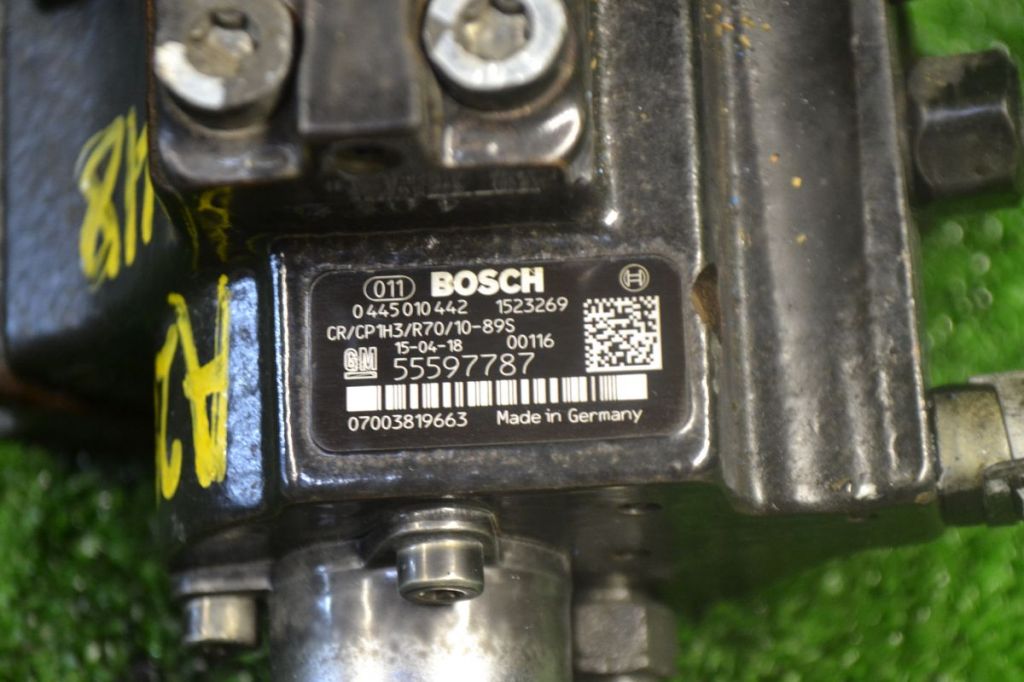 011 BOSCH
0 445 010 442 1523269
CR/CP1H3/R70/10-89S
15-04-18 00116
GM 55597787
07003819663 Made in Germany